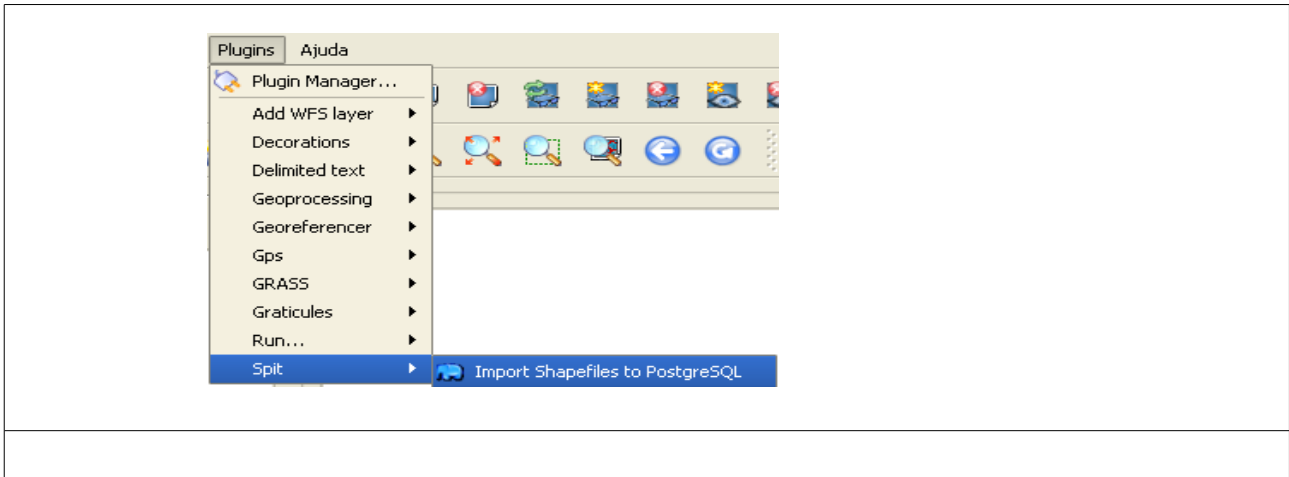 Plugins Ajuda
Plugin Manager...
Add WFS layer
Decorations
Delimited text
Geoprocessing
Georeferencer
Gps
GRASS
Graticules
Run...
Spit
Import Shapefiles to PostgreSQL